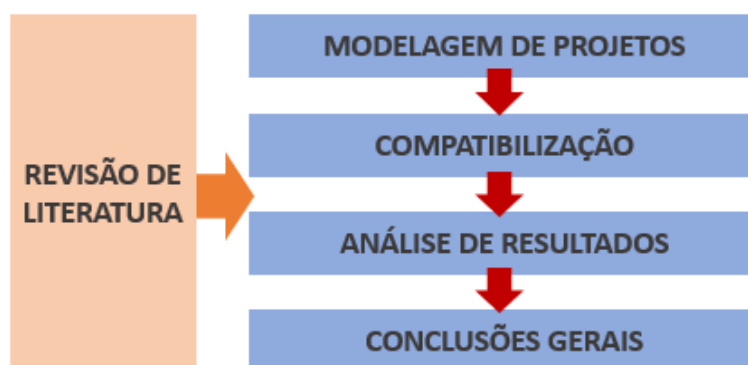 REVISÃO DE
LITERATURA
MODELAGEM DE PROJETOS
COMPATIBILIZAÇÃO
ANÁLISE DE RESULTADOS
CONCLUSÕES GERAIS